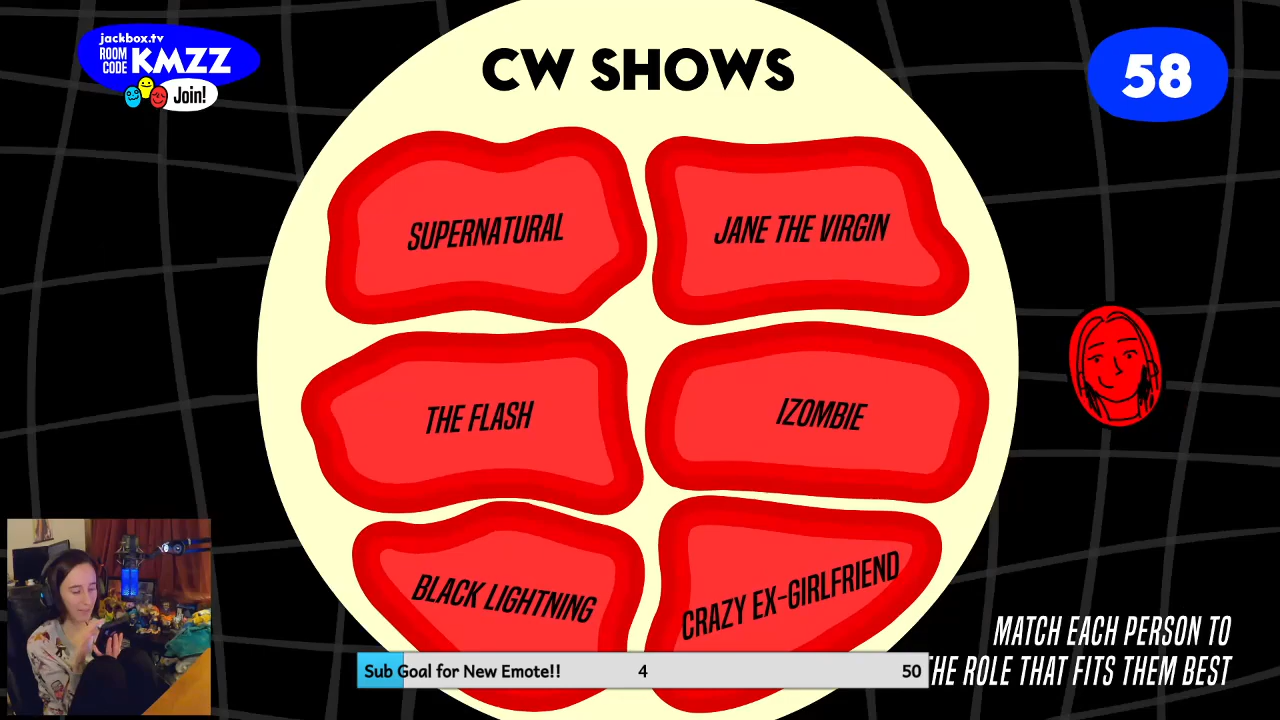 jackbox.tv
ROOM CODE KMZZ
Join!
CW SHOWS
58
SUPERNATURAL
JANE THE VIRGIN
THE FLASH
IZOMBIE
BLACK LIGHTNING
CRAZY EX-GIRLFRIEND
MATCH EACH PERSON TO
HE ROLE THAT FITS THEM BEST
Sub Goal for New Emote!! 4 50